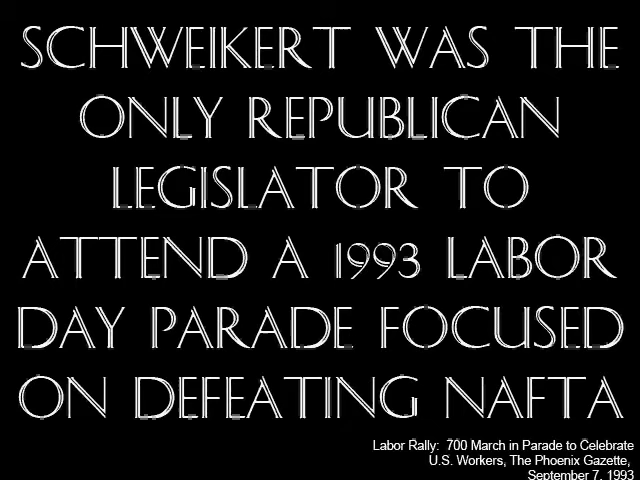 SCHWEIKERT WAS THE
ONLY REPUBLICAN
LEGISLATOR TO
ATTEND A 1993 LABOR
DAY PARADE FOCUSED
ON DEFEATING NAFTA
Labor Rally: 700 March in Parade to Celebrate
U.S. Workers, The Phoenix Gazette,
September 7, 1993